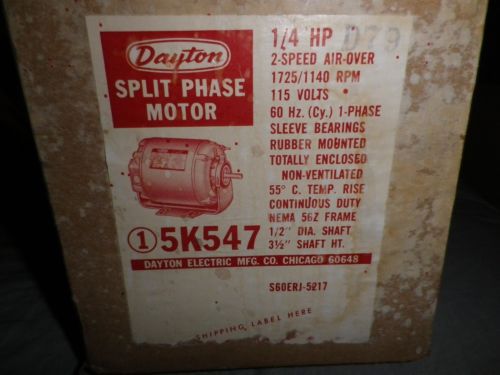 Dayton
SPLIT PHASE
MOTOR
1 5K547
1/4 HP
2-SPEED AIR-OVER
1725/1140 RPM
115 VOLTS
60 Hz. (Cy.) 1-PHASE
SLEEVE BEARINGS
RUBBER MOUNTED
TOTALLY ENCLOSED
NON-VENTILATED
55° C. TEMP. RISE
CONTINUOUS DUTY
NEMA 56Z FRAME
1/2" DIA. SHAFT
3½" SHAFT HT.
DAYTON ELECTRIC MFG. CO. CHICAGO 60648
S60ERJ-5217
SHIPPING LABEL HERE